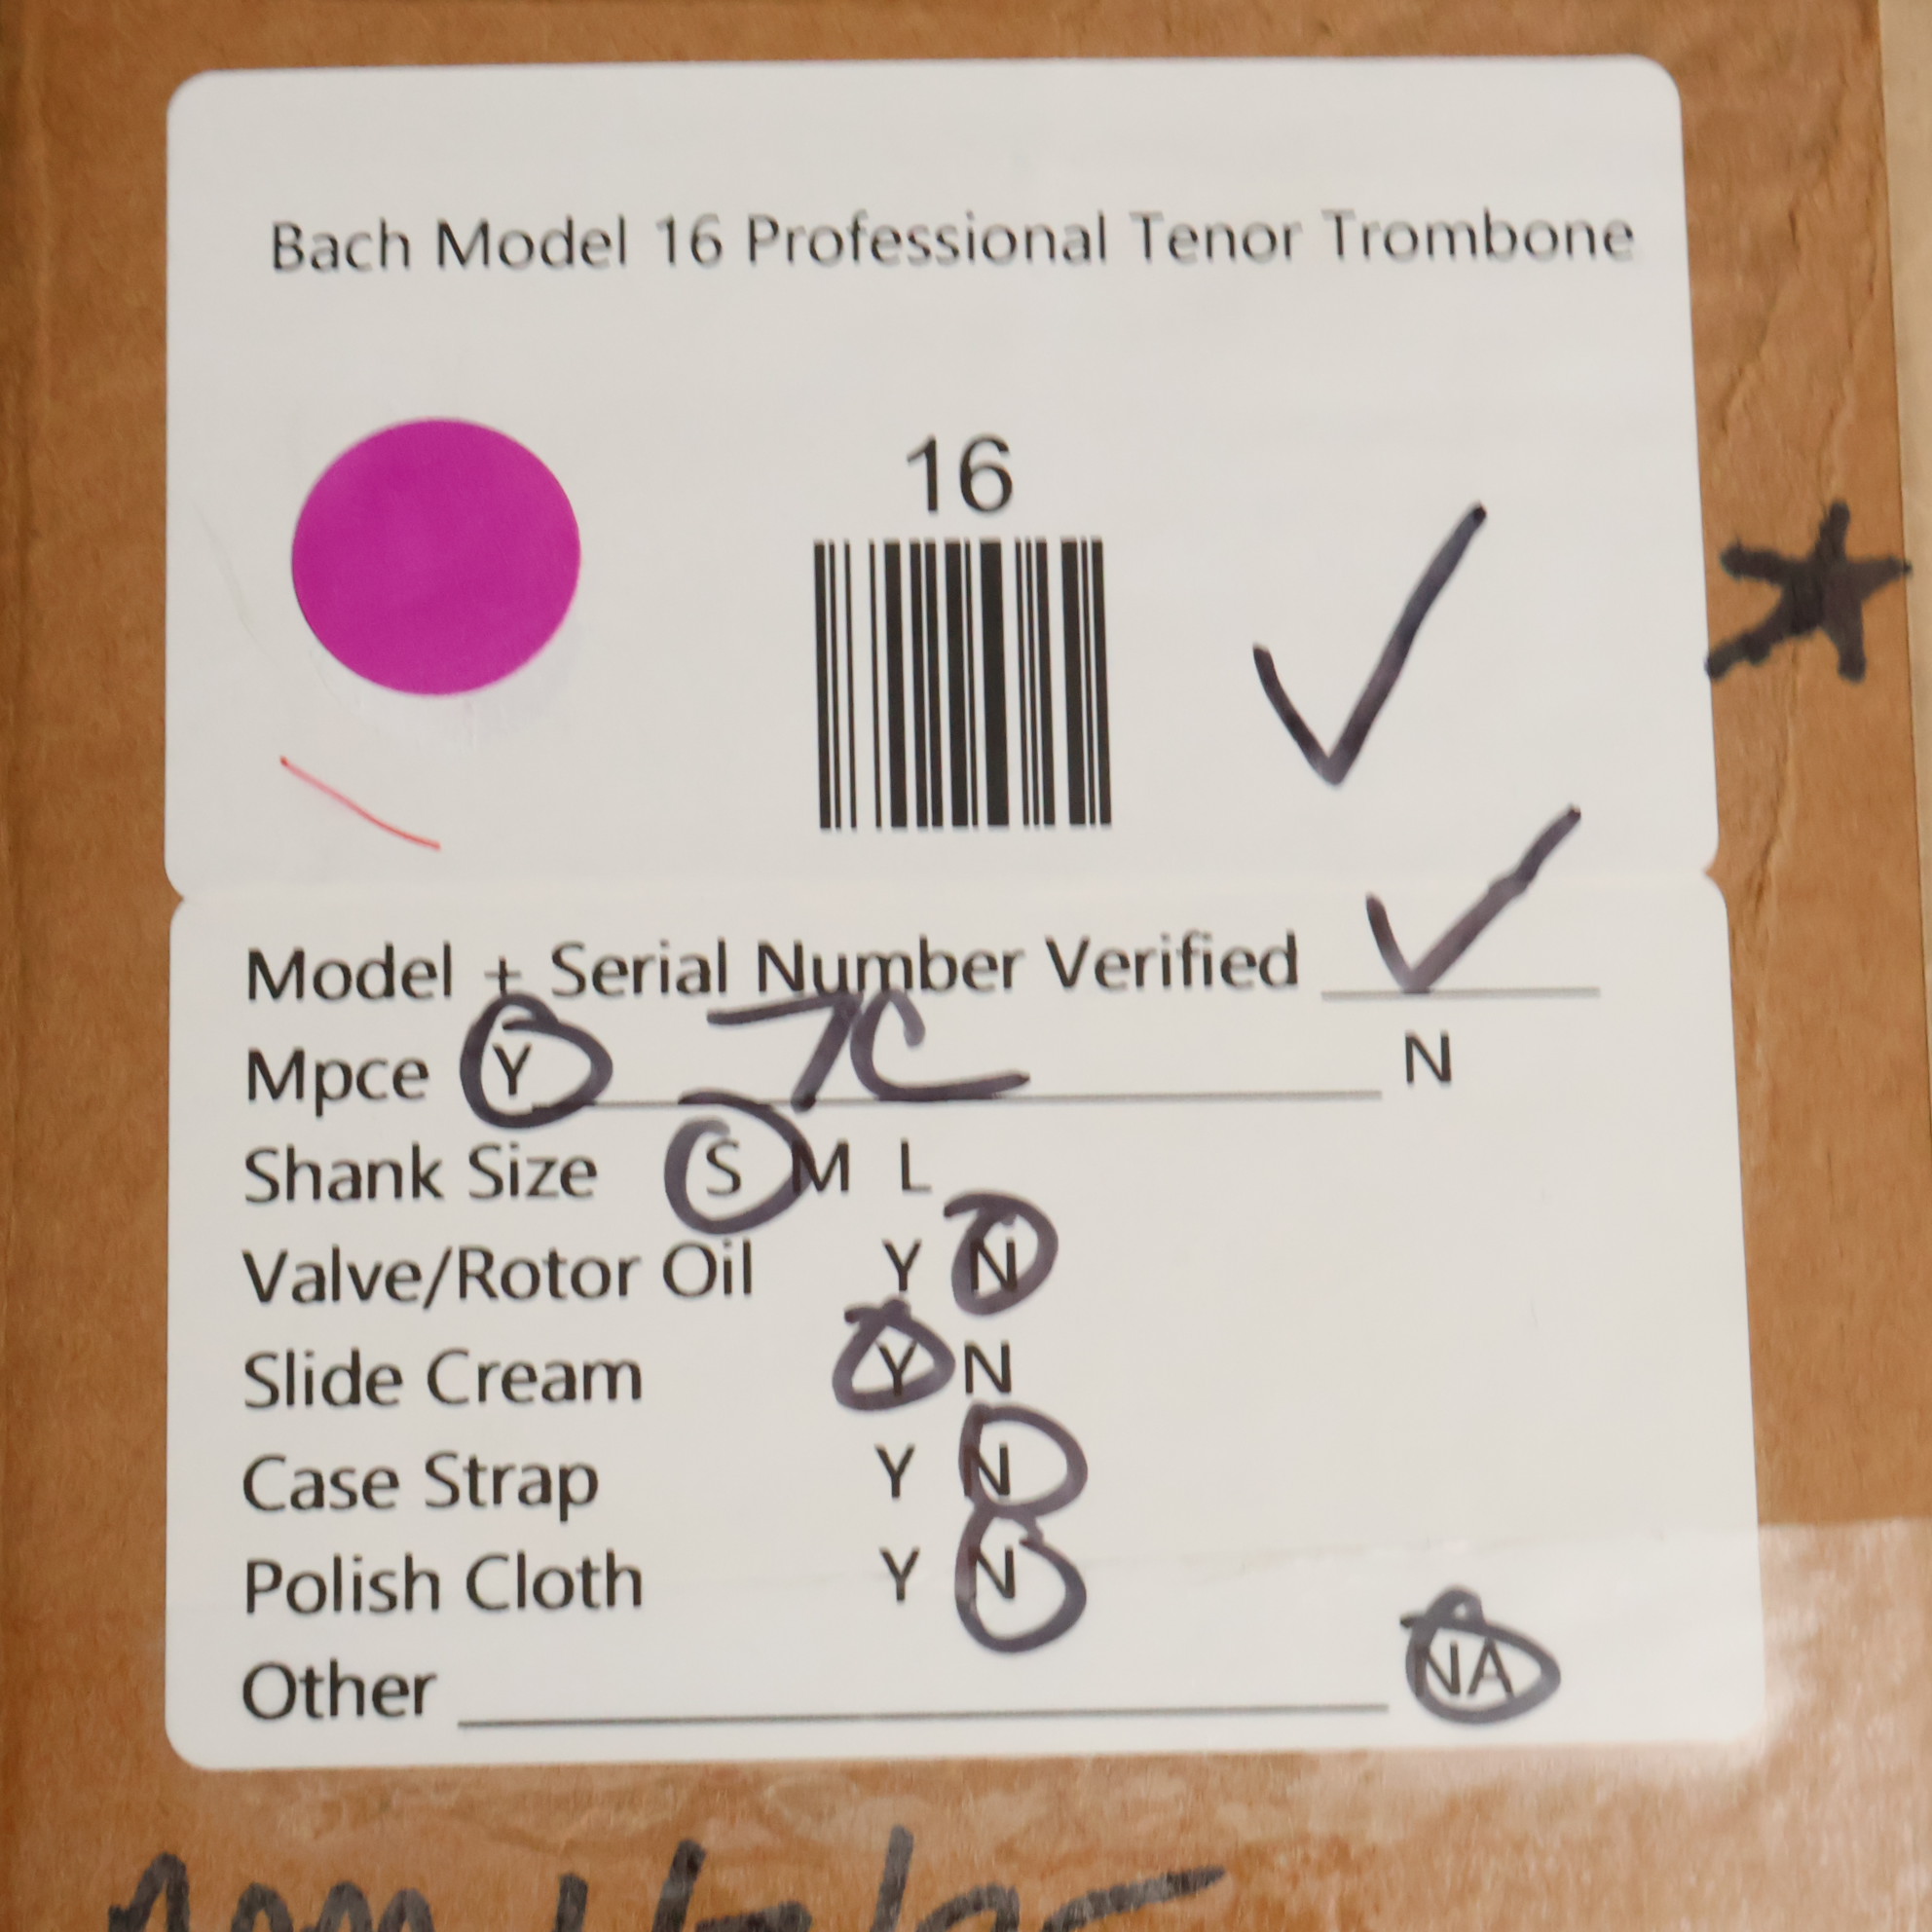 Bach Model 16 Professional Tenor Trombone
16
Model + Serial Number Verified ✓
Mpce Y 7C N
Shank Size S M L
Valve/Rotor Oil Y N
Slide Cream Y N
Case Strap Y N
Polish Cloth Y N
Other NA